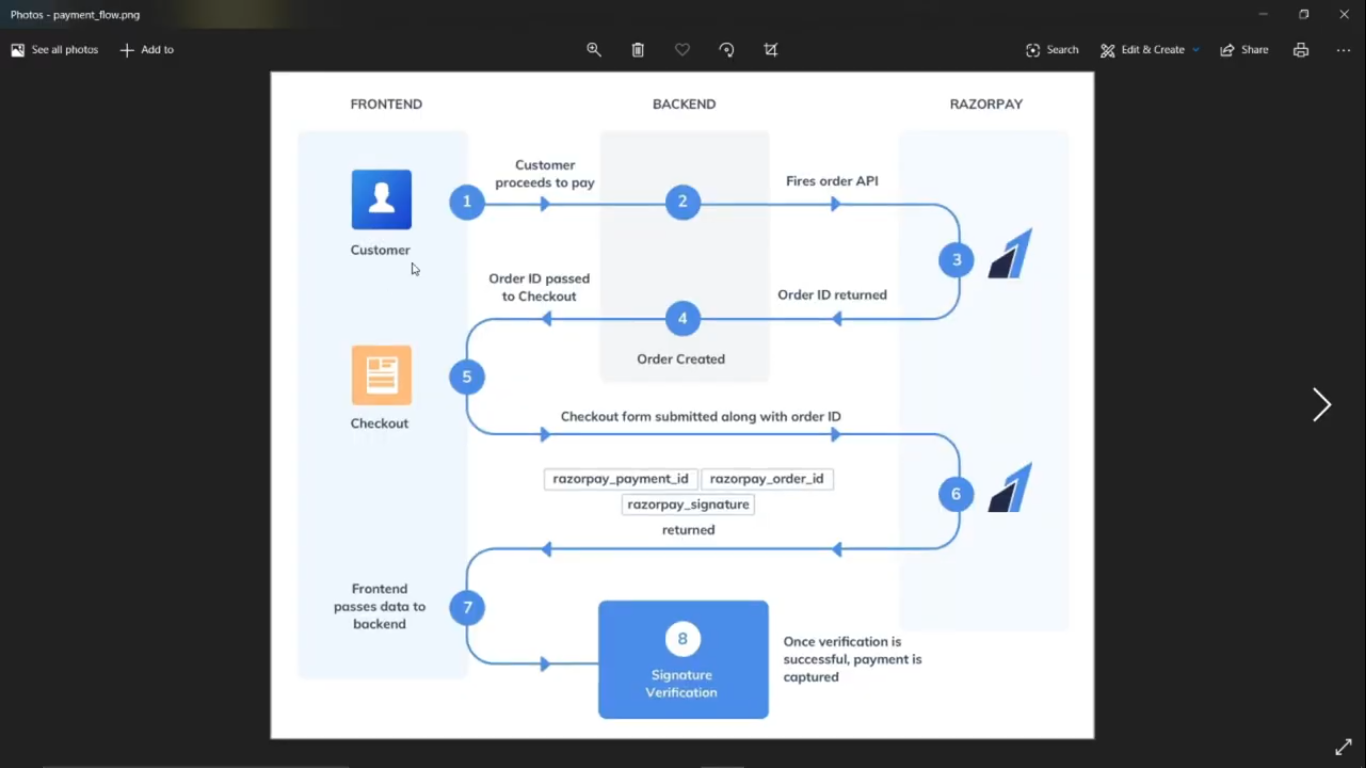 Photos - payment_flow.png
See all photos
Add to
Search
Edit & Create
Share
FRONTEND
BACKEND
RAZORPAY
Customer
proceeds to pay
Fires order API
1
2
3
Customer
Order ID passed
to Checkout
Order ID returned
4
Order Created
5
Checkout
Checkout form submitted along with order ID
razorpay_payment_id
razorpay_order_id
razorpay_signature
returned
6
Frontend
passes data to
backend
7
8
Signature
Verification
Once verification is
successful, payment is
captured